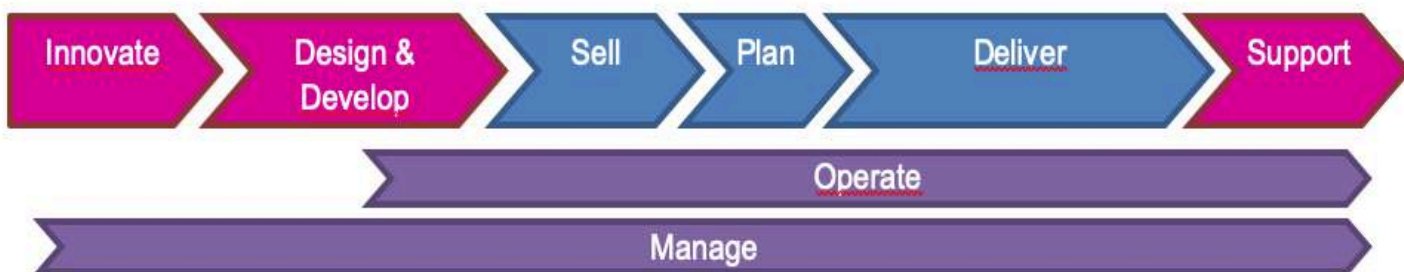 Innovate
Design &
Develop
Sell
Plan
Deliver
Support
Operate
Manage